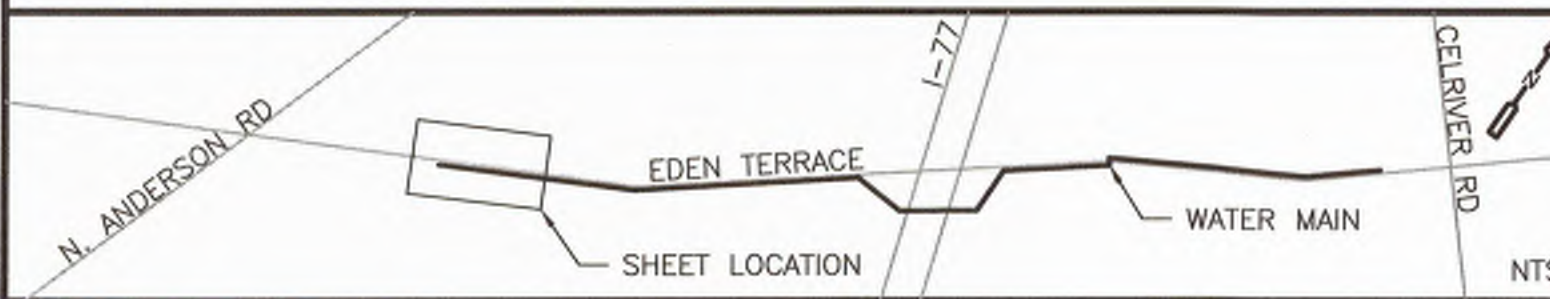 N. ANDERSON RD
EDEN TERRACE
SHEET LOCATION
I-77
WATER MAIN
CELRIVER RD
N
NTS